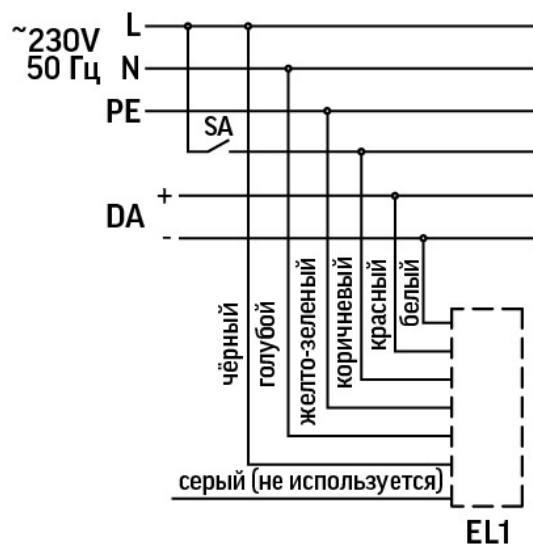 L
~230V
50 Гц
N
PE
SA
+
DA
-
чёрный
голубой
желто-зеленый
коричневый
красный
белый
серый (не используется)
EL1